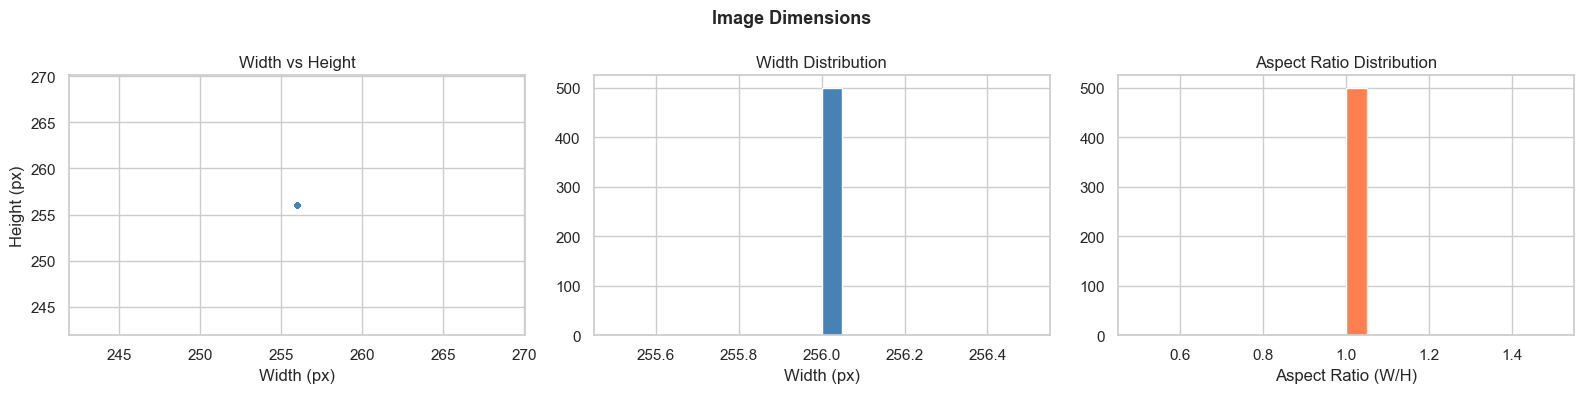 Image Dimensions
Width vs Height
270
265
260
255
250
245
Height (px)
245 250 255 260 265 270
Width (px)
Width Distribution
500
400
300
200
100
0
255.6 255.8 256.0 256.2 256.4
Width (px)
Aspect Ratio Distribution
500
400
300
200
100
0
0.6 0.8 1.0 1.2 1.4
Aspect Ratio (W/H)